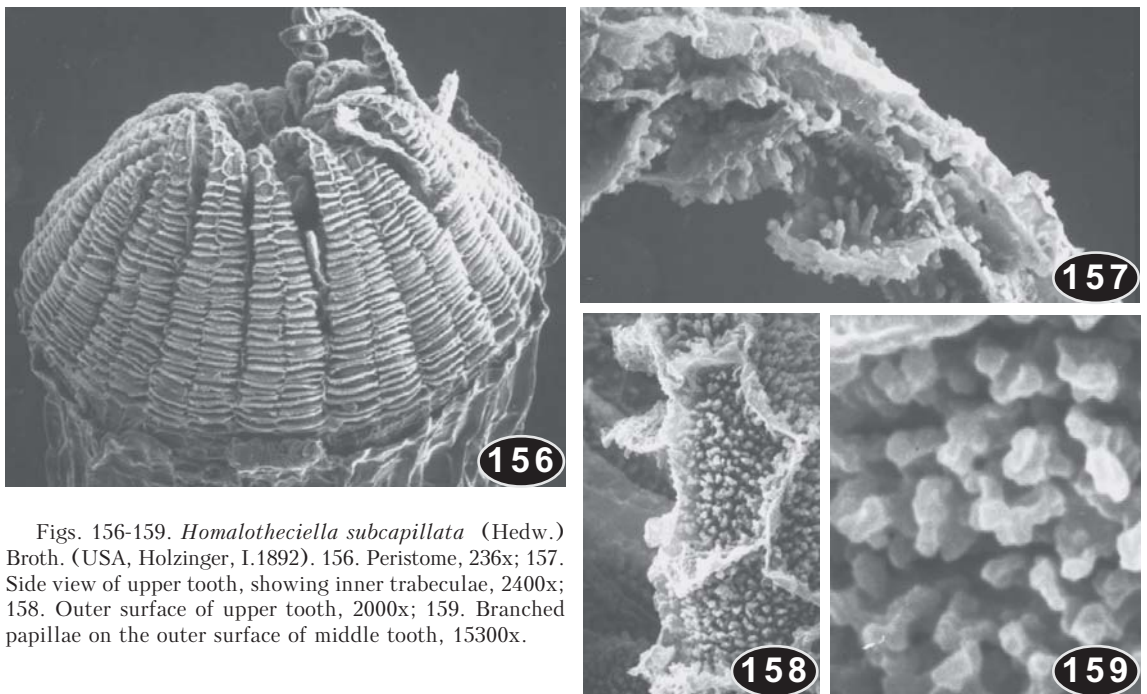 156
157
158
159
Figs. 156-159. Homalotheciella subcapillata (Hedw.)
Broth. (USA, Holzinger, I.1892). 156. Peristome, 236x; 157.
Side view of upper tooth, showing inner trabeculae, 2400x;
158. Outer surface of upper tooth, 2000x; 159. Branched
papillae on the outer surface of middle tooth, 15300x.